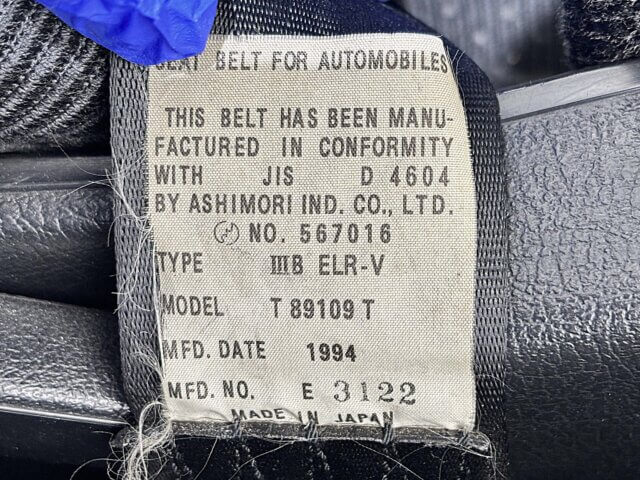 SEAT BELT FOR AUTOMOBILES
THIS BELT HAS BEEN MANU-
FACTURED IN CONFORMITY
WITH JIS D 4604
BY ASHIMORI IND. CO., LTD.
NO. 567016
TYPE IIIB ELR-V
MODEL T 89109 T
MFD. DATE 1994
MFD. NO. E 3122
MADE IN JAPAN